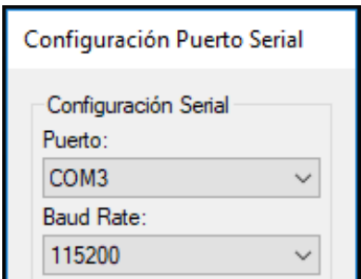 Configuración Puerto Serial
Configuración Serial
Puerto:
COM3
Baud Rate:
115200